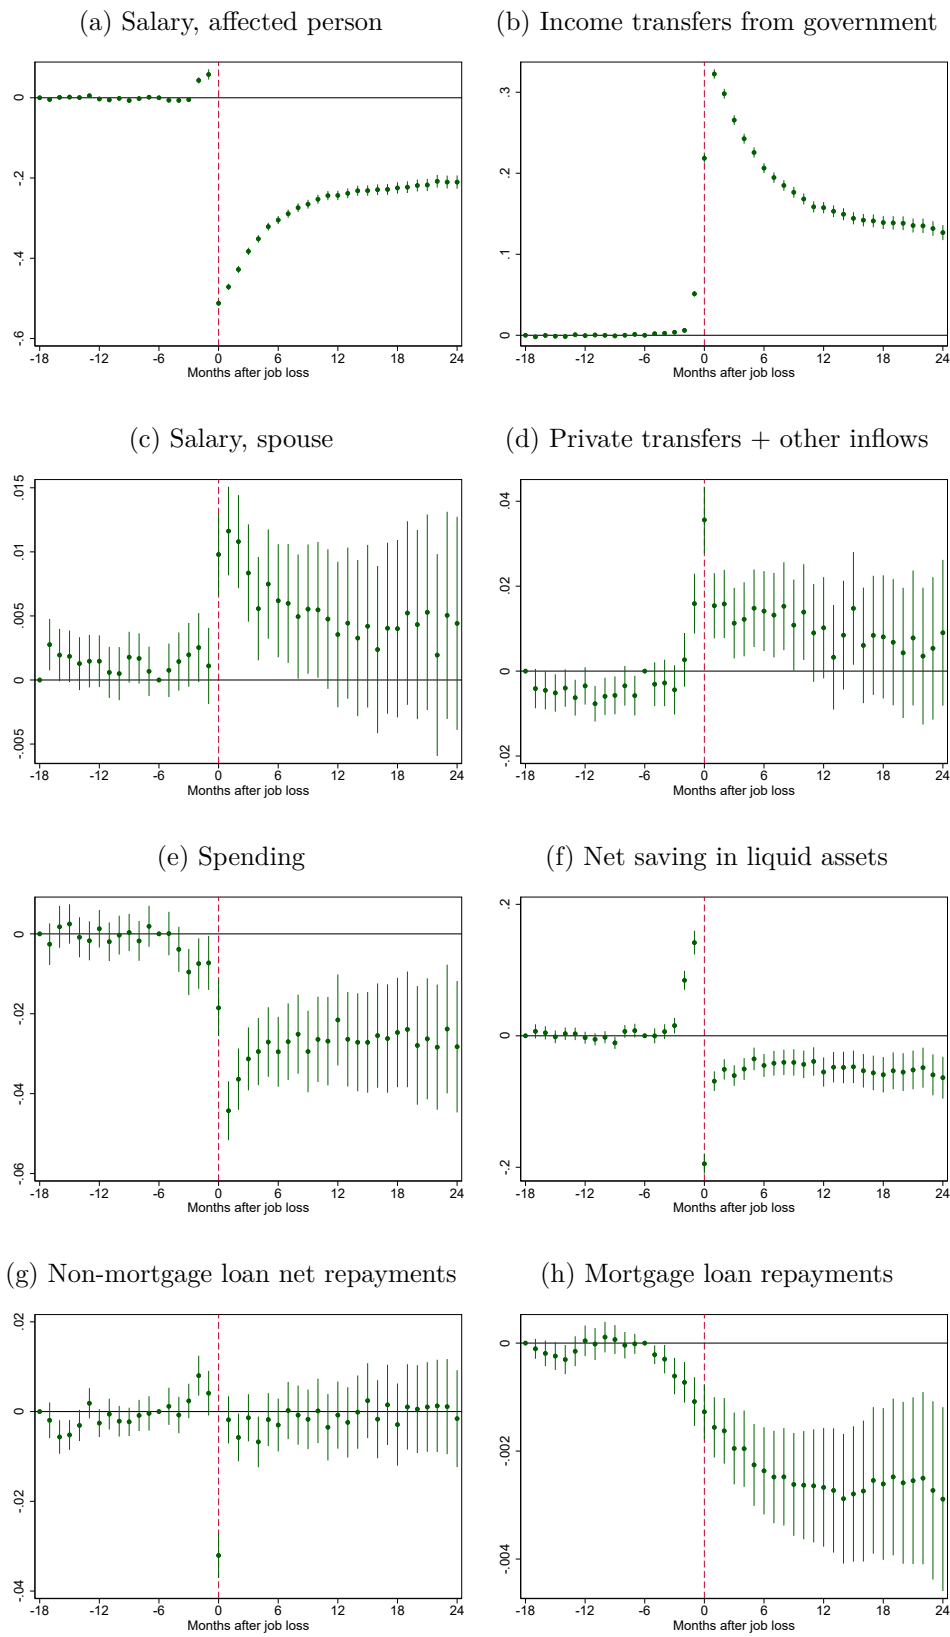 (a) Salary, affected person
0
-.2
-.4
-.6
-18 -12 -6 0 6 12 18 24
Months after job loss
(b) Income transfers from government
.3
.2
.1
0
-18 -12 -6 0 6 12 18 24
Months after job loss
(c) Salary, spouse
.015
.01
.005
0
-.005
-18 -12 -6 0 6 12 18 24
Months after job loss
(d) Private transfers + other inflows
.04
.02
0
-.02
-18 -12 -6 0 6 12 18 24
Months after job loss
(e) Spending
0
-.02
-.04
-.06
-18 -12 -6 0 6 12 18 24
Months after job loss
(f) Net saving in liquid assets
.2
0
-.2
-18 -12 -6 0 6 12 18 24
Months after job loss
(g) Non-mortgage loan net repayments
.02
0
-.02
-.04
-18 -12 -6 0 6 12 18 24
Months after job loss
(h) Mortgage loan repayments
0
-.002
-.004
-18 -12 -6 0 6 12 18 24
Months after job loss